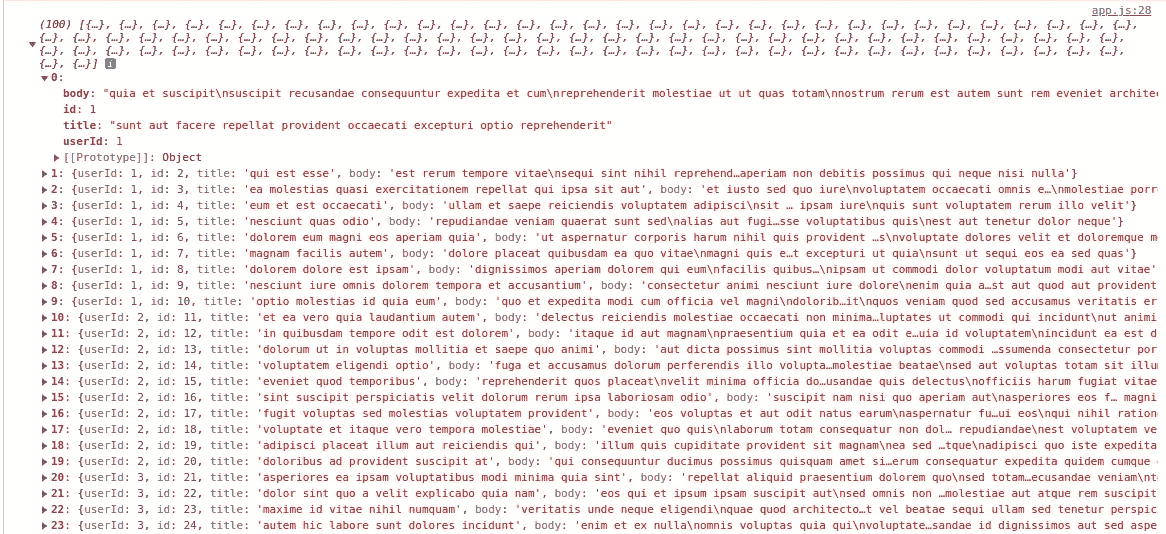 app.js:28
(100) [{…}, {…}, {…}, {…}, {…}, {…}, {…}, {…}, {…}, {…}, {…}, {…}, {…}, {…}, {…}, {…}, {…}, {…}, {…}, {…}, {…}, {…}, {…}, {…}, {…}, {…}, {…}, {…}, {…}, {…}, {…}, {…},
{…}, {…}, {…}, {…}, {…}, {…}, {…}, {…}, {…}, {…}, {…}, {…}, {…}, {…}, {…}, {…}, {…}, {…}, {…}, {…}, {…}, {…}, {…}, {…}, {…}, {…}, {…}, {…}, {…}, {…}, {…}, {…}, {…},
{…}, {…}, {…}, {…}, {…}, {…}, {…}, {…}, {…}, {…}, {…}, {…}, {…}, {…}, {…}, {…}, {…}, {…}, {…}, {…}, {…}, {…}, {…}, {…}, {…}, {…}, {…}, {…}, {…}, {…}, {…}, {…}, {…},
{…}, {…}] i
0:
body: "quia et suscipit\nsuscipit recusandae consequuntur expedita et cum\nreprehenderit molestiae ut ut quas totam\nnostrum rerum est autem sunt rem eveniet architec
id: 1
title: "sunt aut facere repellat provident occaecati excepturi optio reprehenderit"
userId: 1
[[Prototype]]: Object
1: {userId: 1, id: 2, title: 'qui est esse', body: 'est rerum tempore vitae\nsequi sint nihil reprehend…aperiam non debitis possimus qui neque nisi nulla'}
2: {userId: 1, id: 3, title: 'ea molestias quasi exercitationem repellat qui ipsa sit aut', body: 'et iusto sed quo iure\nvoluptatem occaecati omnis e…\nmolestiae porr
3: {userId: 1, id: 4, title: 'eum et est occaecati', body: 'ullam et saepe reiciendis voluptatem adipisci\nsit … ipsam iure\nquis sunt voluptatem rerum illo velit'}
4: {userId: 1, id: 5, title: 'nesciunt quas odio', body: 'repudiandae veniam quaerat sunt sed\nalias aut fugi…sse voluptatibus quis\nest aut tenetur dolor neque'}
5: {userId: 1, id: 6, title: 'dolorem eum magni eos aperiam quia', body: 'ut aspernatur corporis harum nihil quis provident …s\nvoluptate dolores velit et doloremque m
6: {userId: 1, id: 7, title: 'magnam facilis autem', body: 'dolore placeat quibusdam ea quo vitae\nmagni quis e…t excepturi ut quia\nsunt ut sequi eos ea sed quas'}
7: {userId: 1, id: 8, title: 'dolorem dolore est ipsam', body: 'dignissimos aperiam dolorem qui eum\nfacilis quibus…\nipsam ut commodi dolor voluptatum modi aut vitae'
8: {userId: 1, id: 9, title: 'nesciunt iure omnis dolorem tempora et accusantium', body: 'consectetur animi nesciunt iure dolore\nenim quia a…st aut quod aut provident
9: {userId: 1, id: 10, title: 'optio molestias id quia eum', body: 'quo et expedita modi cum officia vel magni\ndolorib…it\nquos veniam quod sed accusamus veritatis er
10: {userId: 2, id: 11, title: 'et ea vero quia laudantium autem', body: 'delectus reiciendis molestiae occaecati non minima…luptates ut commodi qui incidunt\nut animi
11: {userId: 2, id: 12, title: 'in quibusdam tempore odit est dolorem', body: 'itaque id aut magnam\npraesentium quia et ea odit e…uia id voluptatem\nincidunt ea est d
12: {userId: 2, id: 13, title: 'dolorum ut in voluptas mollitia et saepe quo animi', body: 'aut dicta possimus sint mollitia voluptas commodi …ssumenda consectetur por
13: {userId: 2, id: 14, title: 'voluptatem eligendi optio', body: 'fuga et accusamus dolorum perferendis illo volupta…molestiae beatae\nsed aut voluptas totam sit illum
14: {userId: 2, id: 15, title: 'eveniet quod temporibus', body: 'reprehenderit quos placeat\nvelit minima officia do…usandae quis delectus\nofficiis harum fugiat vitae
15: {userId: 2, id: 16, title: 'sint suscipit perspiciatis velit dolorum rerum ipsa laboriosam odio', body: 'suscipit nam nisi quo aperiam aut\nasperiores eos f… magni
16: {userId: 2, id: 17, title: 'fugit voluptas sed molestias voluptatem provident', body: 'eos voluptas et aut odit natus earum\naspernatur fu…ui eos\nqui nihil ration
17: {userId: 2, id: 18, title: 'voluptate et itaque vero tempora molestiae', body: 'eveniet quo quis\nlaborum totam consequatur non dol… repudiandae\nest voluptatem ve
18: {userId: 2, id: 19, title: 'adipisci placeat illum aut reiciendis qui', body: 'illum quis cupiditate provident sit magnam\nea sed …tque\nadipisci quo iste expedita
19: {userId: 2, id: 20, title: 'doloribus ad provident suscipit at', body: 'qui consequuntur ducimus possimus quisquam amet si…erum consequatur expedita quidem cumque
20: {userId: 3, id: 21, title: 'asperiores ea ipsam voluptatibus modi minima quia sint', body: 'repellat aliquid praesentium dolorem quo\nsed totam…ecusandae veniam\nt
21: {userId: 3, id: 22, title: 'dolor sint quo a velit explicabo quia nam', body: 'eos qui et ipsum ipsam suscipit aut\nsed omnis non …molestiae aut atque rem suscipit
22: {userId: 3, id: 23, title: 'maxime id vitae nihil numquam', body: 'veritatis unde neque eligendi\nquae quod architecto…t vel beatae sequi ullam sed tenetur perspic
23: {userId: 3, id: 24, title: 'autem hic labore sunt dolores incidunt', body: 'enim et ex nulla\nomnis voluptas quia qui\nvoluptate…sandae id dignissimos aut sed aspe